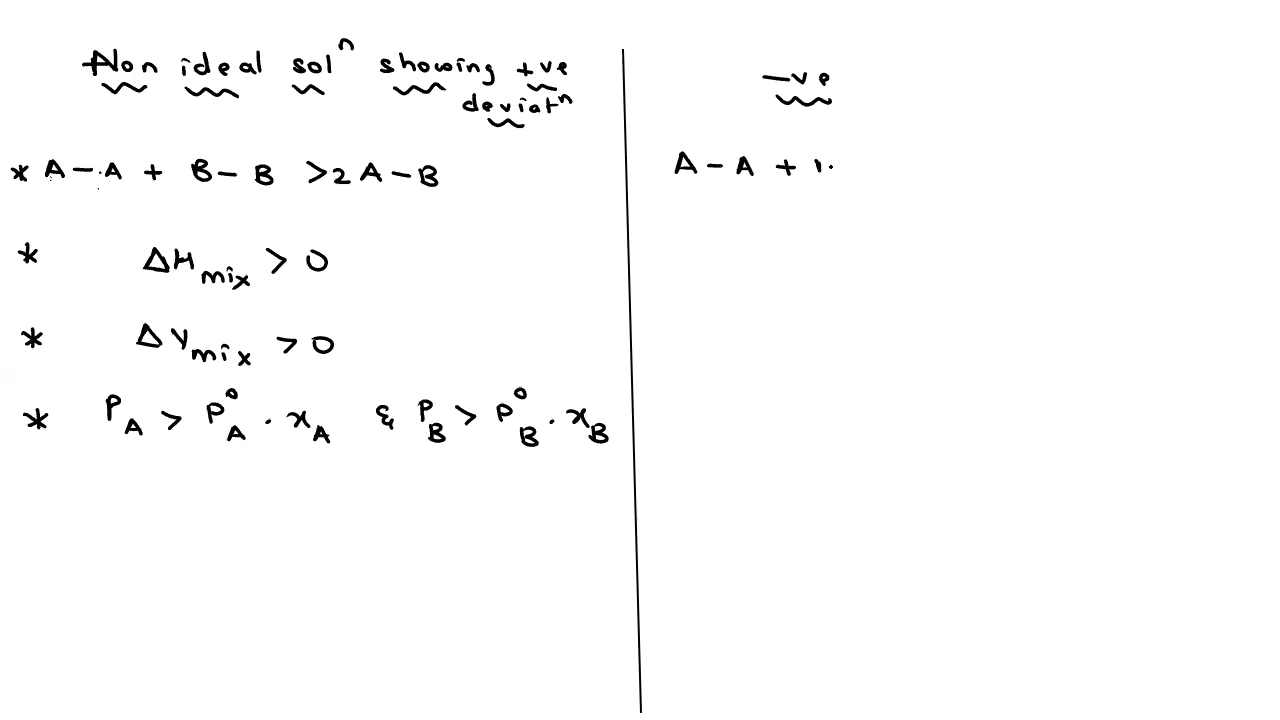 Non ideal solⁿ showing +ve
deviatⁿ
* A - A + B - B > 2 A - B
* ΔH mix > 0
* ΔV mix > 0
* P_A > P°_A . x_A & P_B > P°_B . x_B
-ve
A - A +